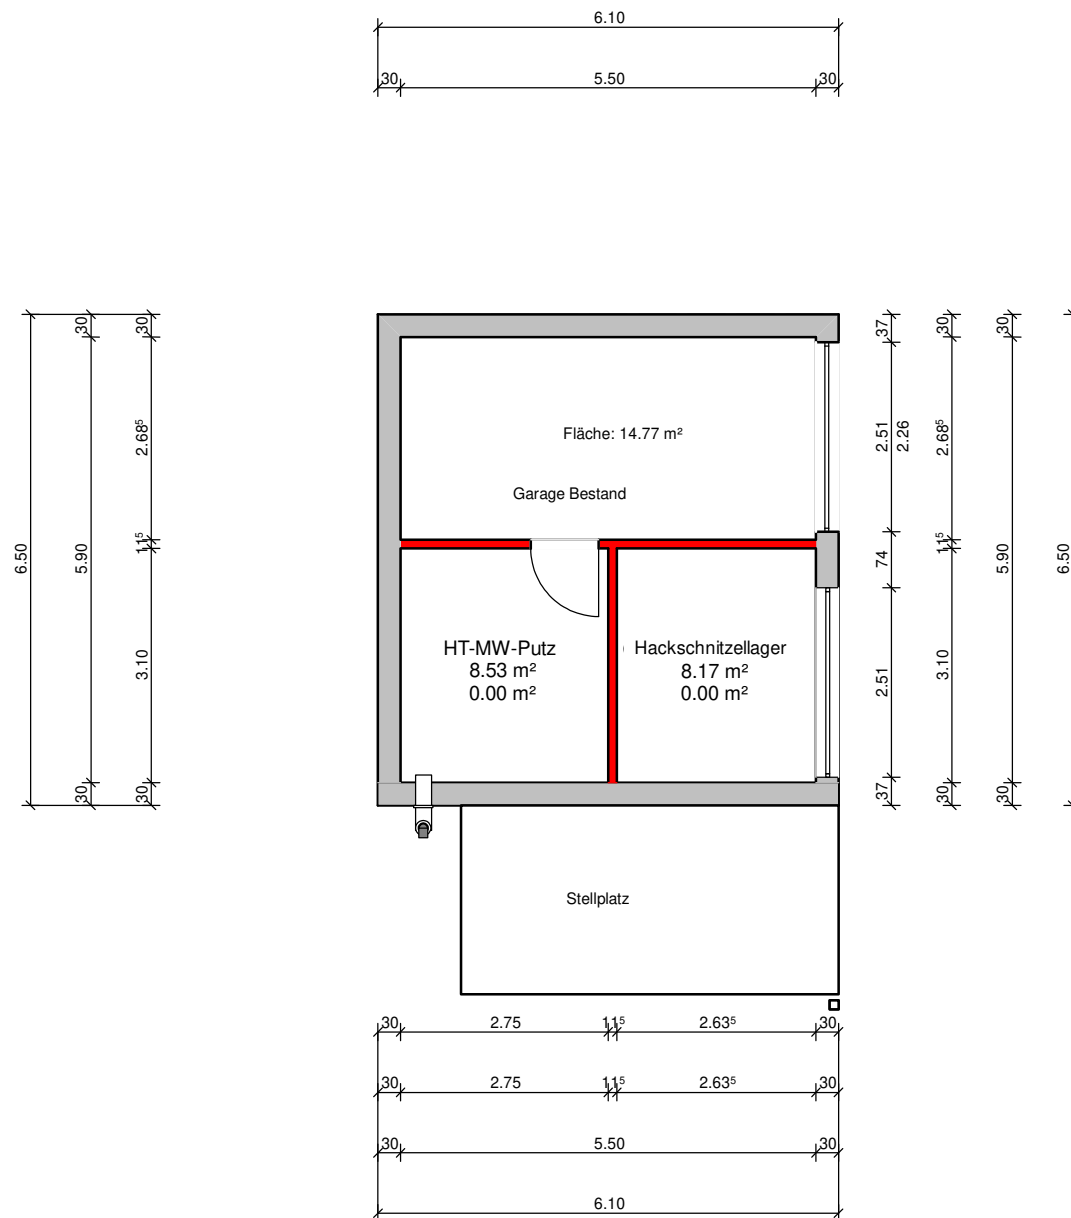 6.10
30 5.50 30
30 30 30 37 30 30
2.68⁵ 2.51 2.26 2.68⁵
Fläche: 14.77 m²
Garage Bestand
6.50 5.90 11⁵ 74 11⁵ 5.90 6.50
HT-MW-Putz Hackschnitzellager
8.53 m² 8.17 m²
0.00 m² 0.00 m²
3.10 2.51 3.10
30 30 37 30 30
Stellplatz
30 2.75 11⁵ 2.63⁵ 30
30 2.75 11⁵ 2.63⁵ 30
30 5.50 30
6.10